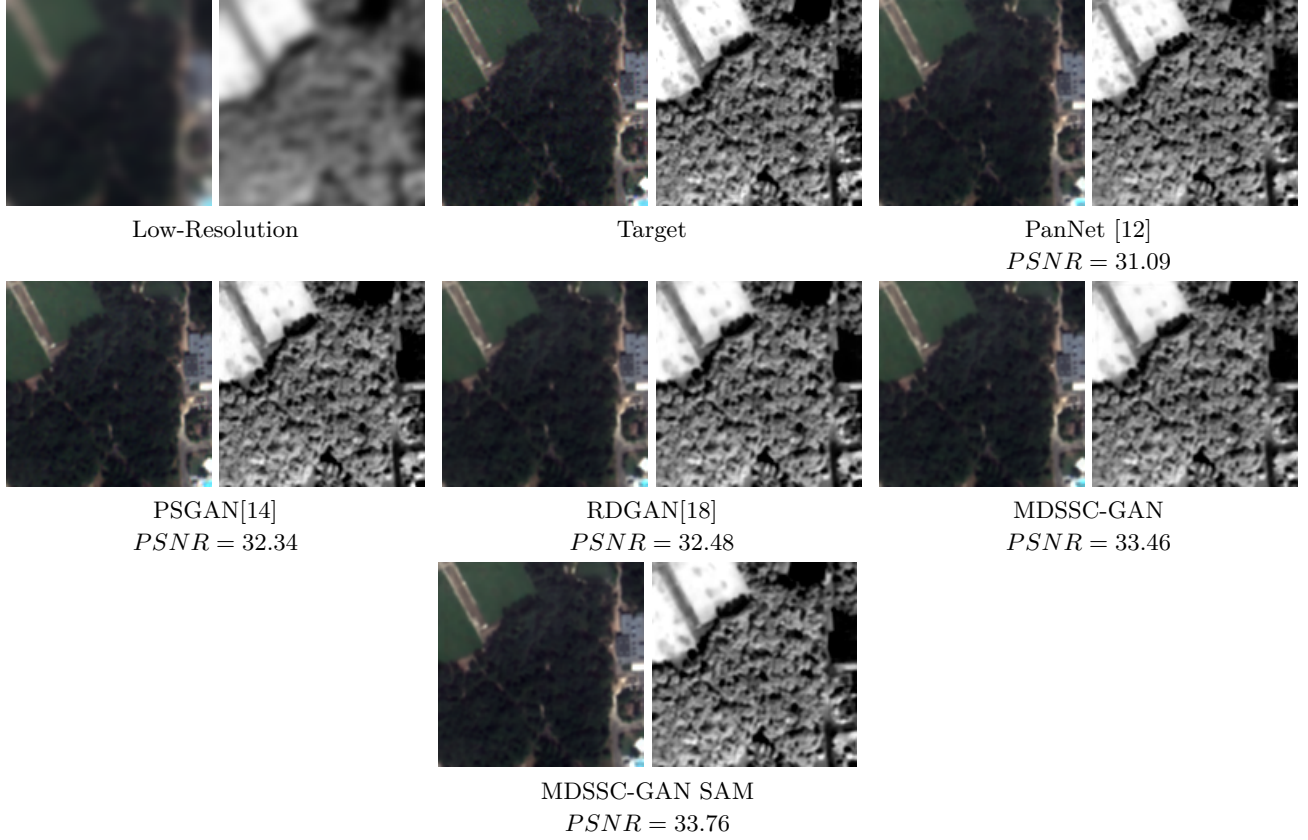 Low-Resolution
Target
PanNet [12]
PSNR = 31.09
PSGAN[14]
PSNR = 32.34
RDGAN[18]
PSNR = 32.48
MDSSC-GAN
PSNR = 33.46
MDSSC-GAN SAM
PSNR = 33.76